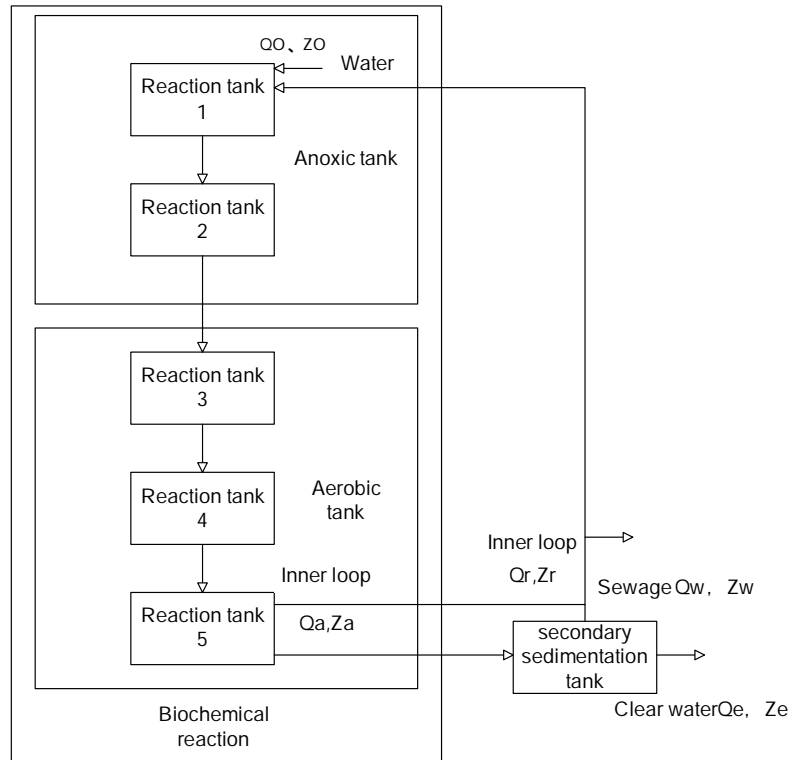 QO、ZO
Water
Reaction tank
1
Anoxic tank
Reaction tank
2
Reaction tank
3
Reaction tank
4
Aerobic
tank
Inner loop
Inner loop
Qr,Zr
Sewage Qw， Zw
Reaction tank
5
Qa,Za
secondary
sedimentation
tank
Clear waterQe， Ze
Biochemical
reaction